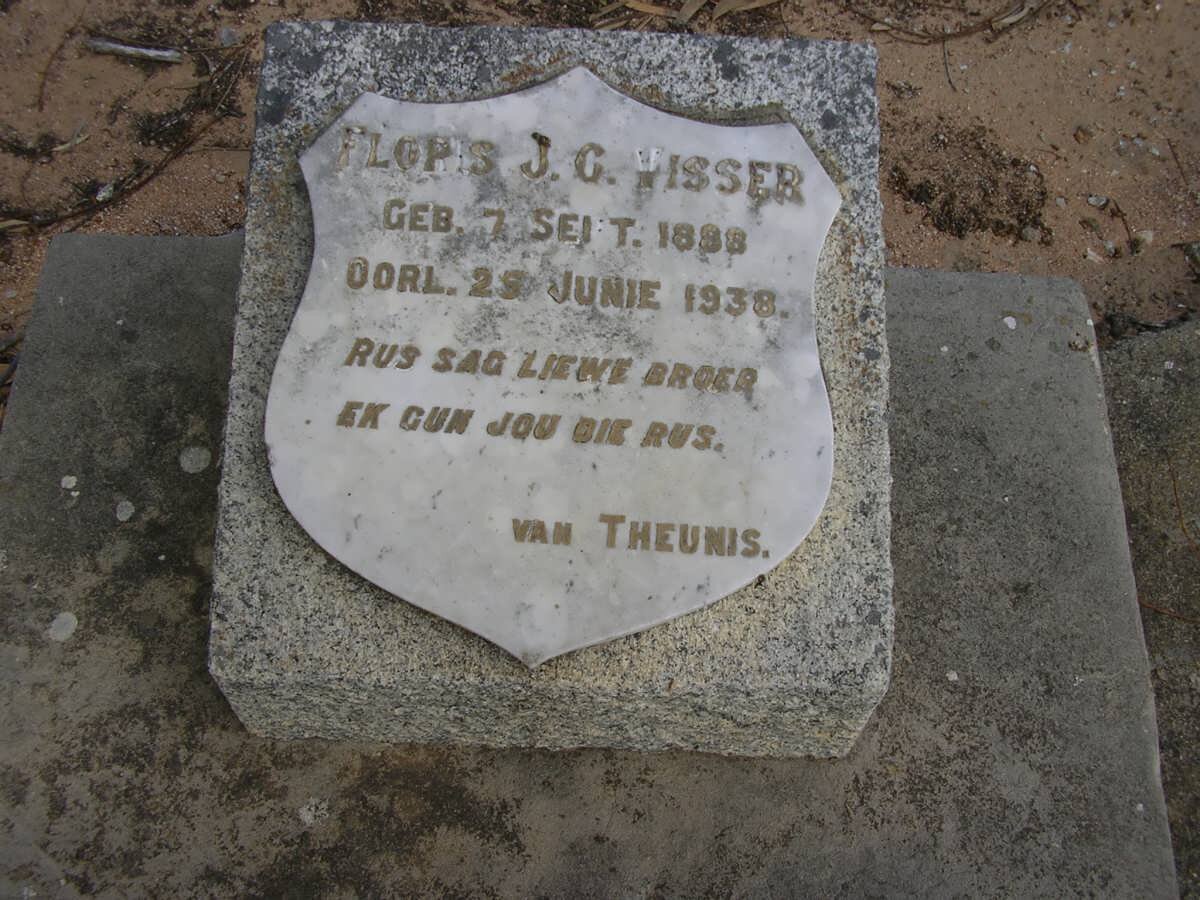 FLORIS J. G. VISSER
GEB. 7 SEPT. 1888
OORL. 25 JUNIE 1938.
RUS SAG LIEWE BROER
EK GUN JOU DIE RUS.
VAN THEUNIS.